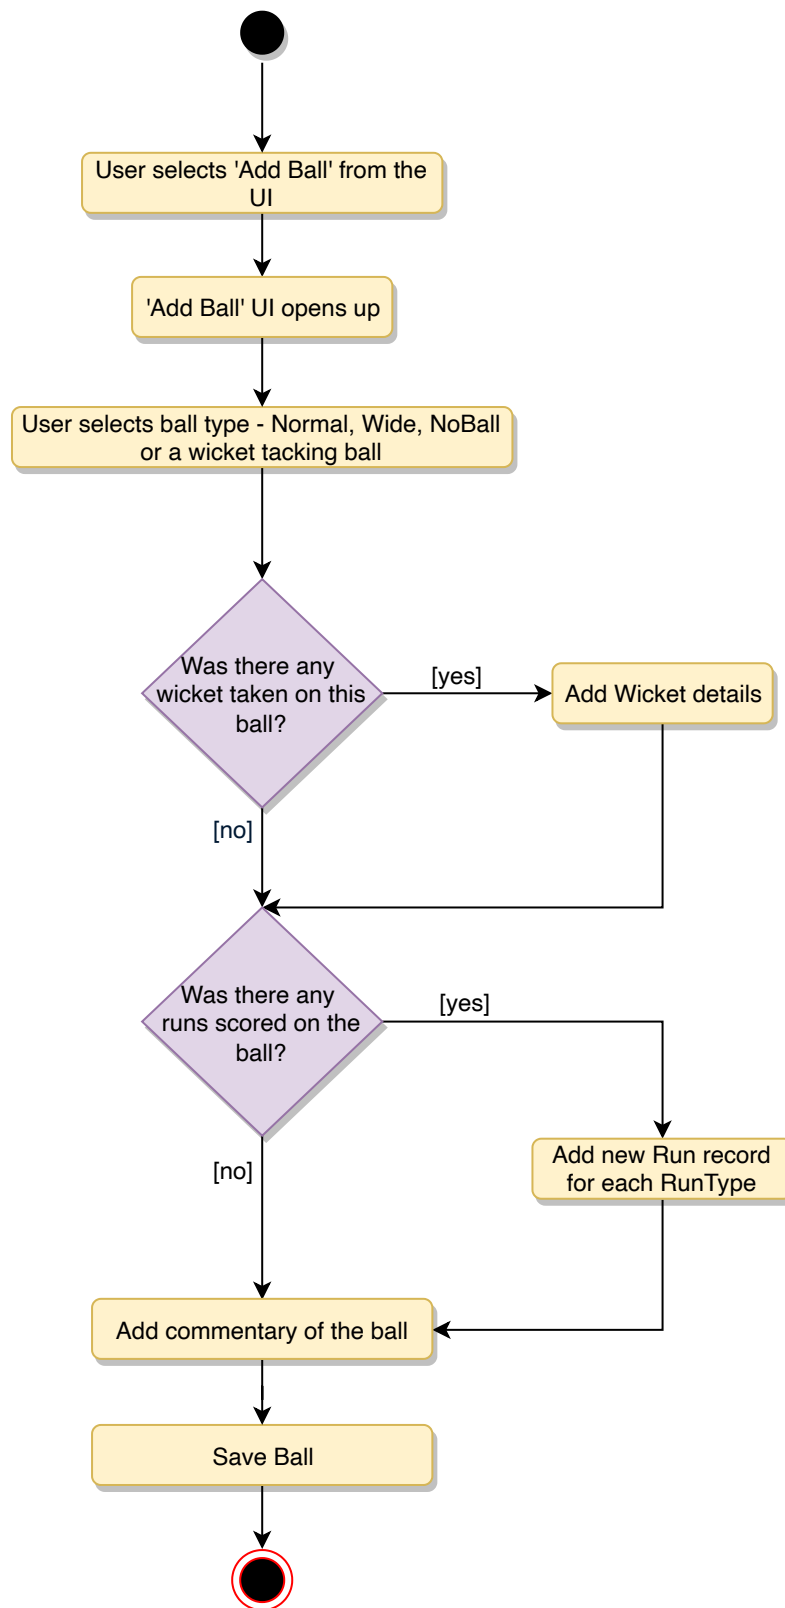 User selects 'Add Ball' from the
UI
'Add Ball' UI opens up
User selects ball type - Normal, Wide, NoBall
or a wicket tacking ball
Was there any
wicket taken on this
ball?
[yes]
Add Wicket details
[no]
Was there any
runs scored on the
ball?
[yes]
Add new Run record
for each RunType
[no]
Add commentary of the ball
Save Ball